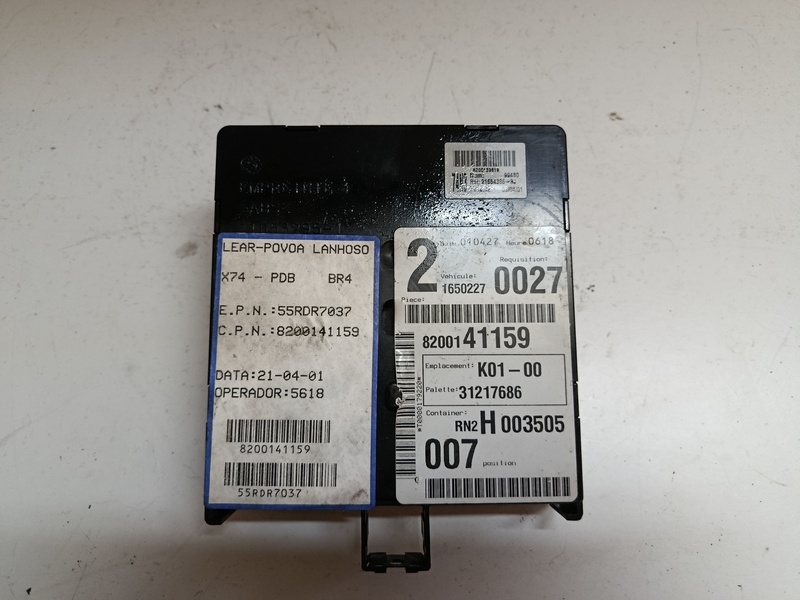 LEAR-POVOA LANHOSO
X74 - PDB BR4
E.P.N.:55RDR7037
C.P.N.:8200141159
DATA:21-04-01
OPERADOR:5618
8200141159
55RDR7037
2
010427 Heure:0618
Vehicule:
1650227
Requisition:
0027
Piece:
8200141159
Emplacement: K01-00
Palette: 31217686
Container:
RN2 H 003505
007 position